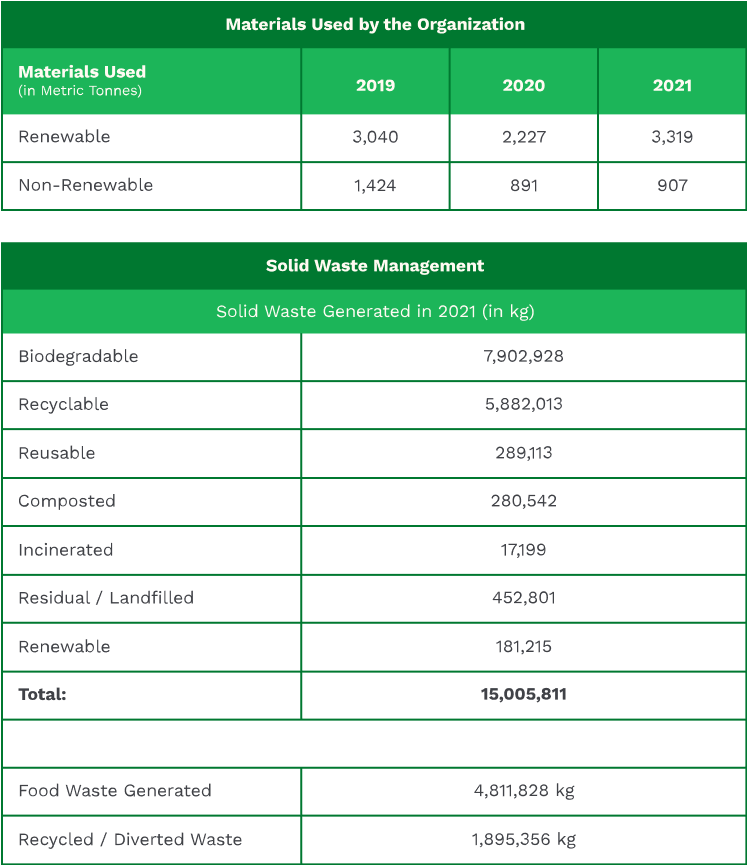 Materials Used by the Organization
Materials Used
(in Metric Tonnes) 2019 2020 2021
Renewable 3,040 2,227 3,319
Non-Renewable 1,424 891 907
Solid Waste Management
Solid Waste Generated in 2021 (in kg)
Biodegradable 7,902,928
Recyclable 5,882,013
Reusable 289,113
Composted 280,542
Incinerated 17,199
Residual / Landfilled 452,801
Renewable 181,215
Total: 15,005,811
Food Waste Generated 4,811,828 kg
Recycled / Diverted Waste 1,895,356 kg